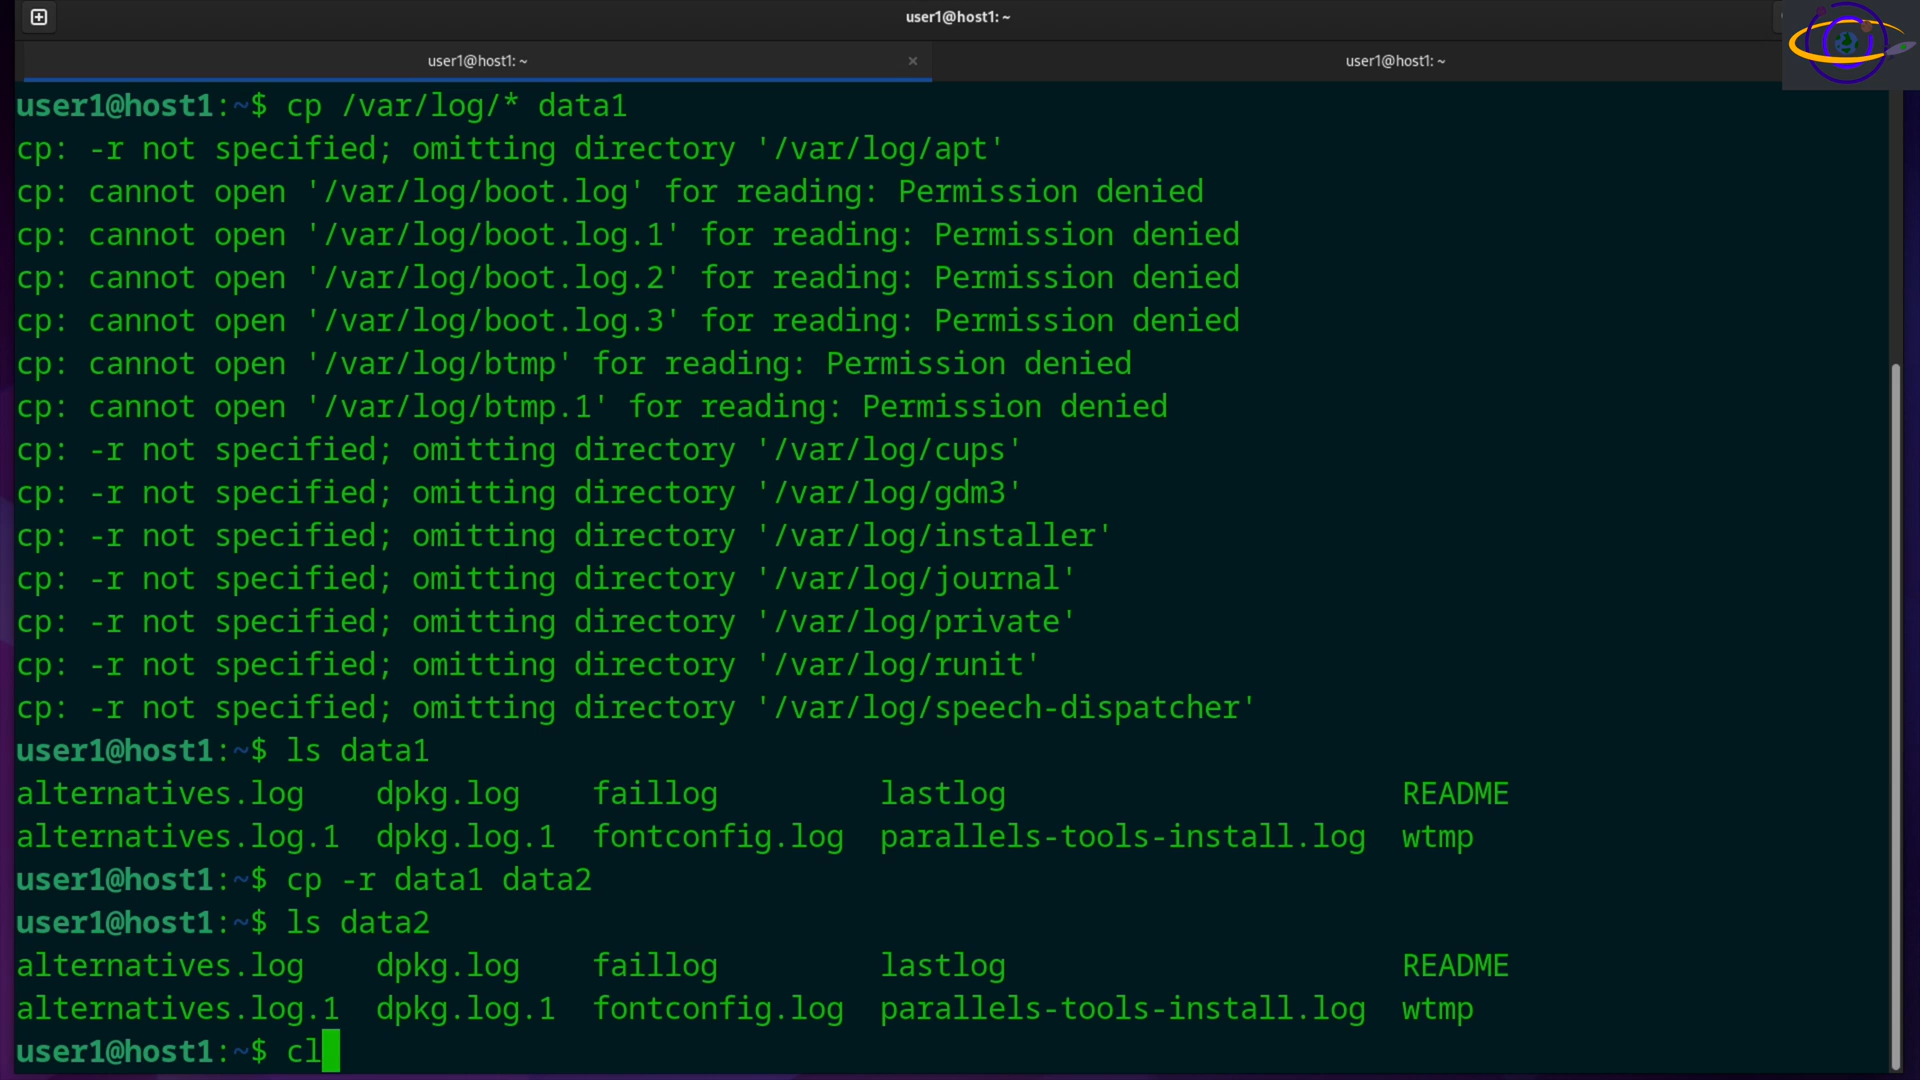 user1@host1: ~
user1@host1: ~
user1@host1: ~
user1@host1:~$ cp /var/log/* data1
cp: -r not specified; omitting directory '/var/log/apt'
cp: cannot open '/var/log/boot.log' for reading: Permission denied
cp: cannot open '/var/log/boot.log.1' for reading: Permission denied
cp: cannot open '/var/log/boot.log.2' for reading: Permission denied
cp: cannot open '/var/log/boot.log.3' for reading: Permission denied
cp: cannot open '/var/log/btmp' for reading: Permission denied
cp: cannot open '/var/log/btmp.1' for reading: Permission denied
cp: -r not specified; omitting directory '/var/log/cups'
cp: -r not specified; omitting directory '/var/log/gdm3'
cp: -r not specified; omitting directory '/var/log/installer'
cp: -r not specified; omitting directory '/var/log/journal'
cp: -r not specified; omitting directory '/var/log/private'
cp: -r not specified; omitting directory '/var/log/runit'
cp: -r not specified; omitting directory '/var/log/speech-dispatcher'
user1@host1:~$ ls data1
alternatives.log dpkg.log faillog lastlog README
alternatives.log.1 dpkg.log.1 fontconfig.log parallels-tools-install.log wtmp
user1@host1:~$ cp -r data1 data2
user1@host1:~$ ls data2
alternatives.log dpkg.log faillog lastlog README
alternatives.log.1 dpkg.log.1 fontconfig.log parallels-tools-install.log wtmp
user1@host1:~$ cl